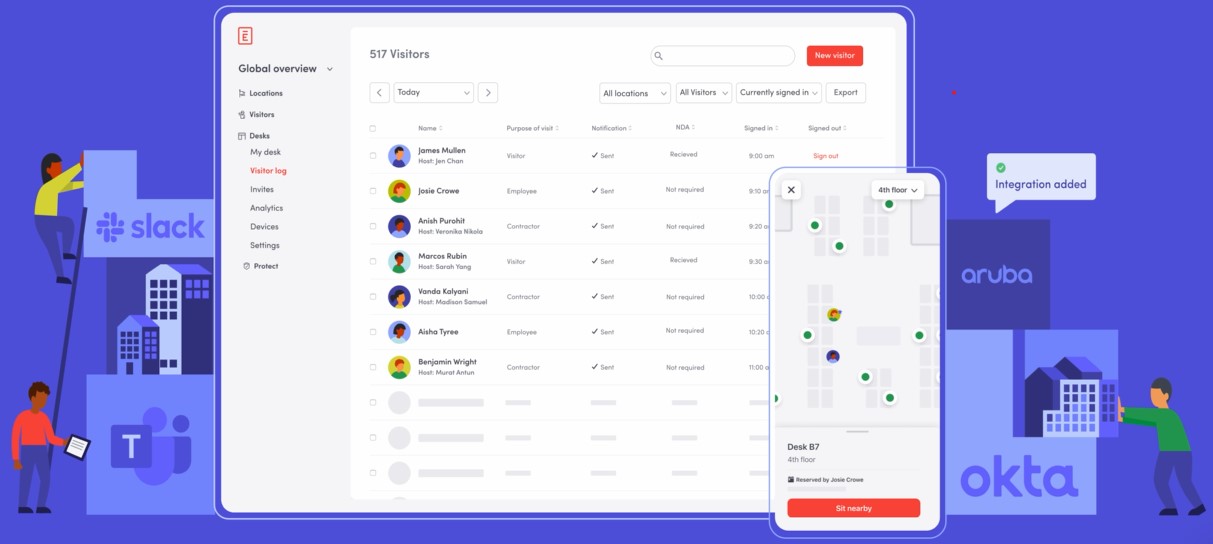 E
517 Visitors
New visitor
Global overview
Today
All locations
All Visitors
Currently signed in
Export
Locations
Visitors
Desks
My desk
Visitor log
Invites
Analytics
Devices
Settings
Protect
Name
Purpose of visit
Notification
NDA
Signed in
Signed out
James Mullen
Host: Jen Chan
Visitor
Sent
Recieved
9:00 am
Sign out
Josie Crowe
Employee
Sent
Not required
9:10 a
Anish Purohit
Host: Veronika Nikola
Contractor
Sent
Not required
9:20 a
Marcos Rubin
Host: Sarah Yang
Visitor
Sent
Recieved
9:30 a
Vanda Kalyani
Host: Madison Samuel
Contractor
Sent
Not required
10:00
Aisha Tyree
Employee
Sent
Not required
10:30
Benjamin Wright
Host: Murat Antun
Contractor
Sent
Not required
11:00
4th floor
Desk B7
4th floor
Reserved by Josie Crowe
Sit nearby
slack
T
Integration added
aruba
okta